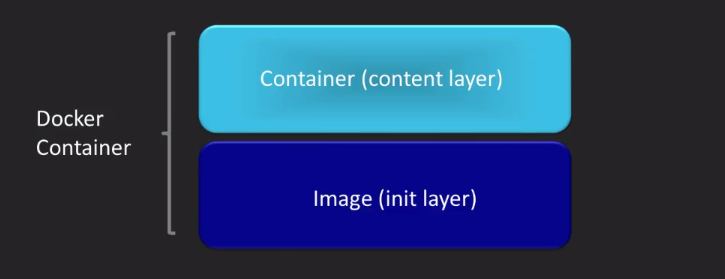 Container (content layer)
Docker
Container
Image (init layer)